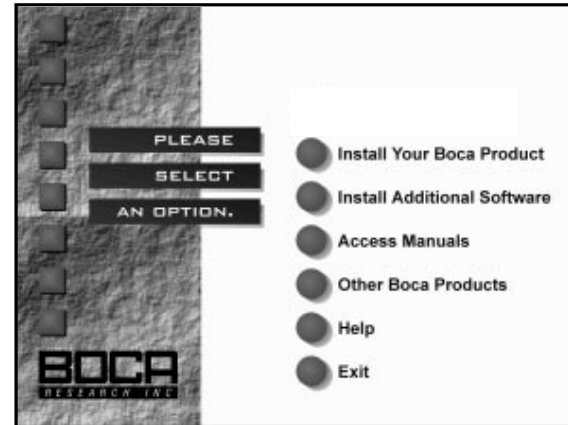 PLEASE
SELECT
AN OPTION.
Install Your Boca Product
Install Additional Software
Access Manuals
Other Boca Products
Help
Exit
BOCA
RESEARCH INC